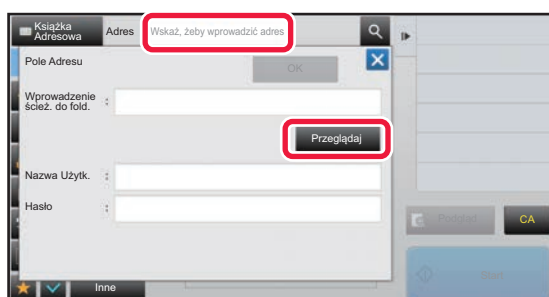 Książka
Adresowa
Adres
Wskaż, żeby wprowadzić adres
Pole Adresu
OK
Wprowadzenie
ścież. do fold. :
Przeglądaj
Nazwa Użytk. :
Hasło :
Podgląd
CA
Start
Inne